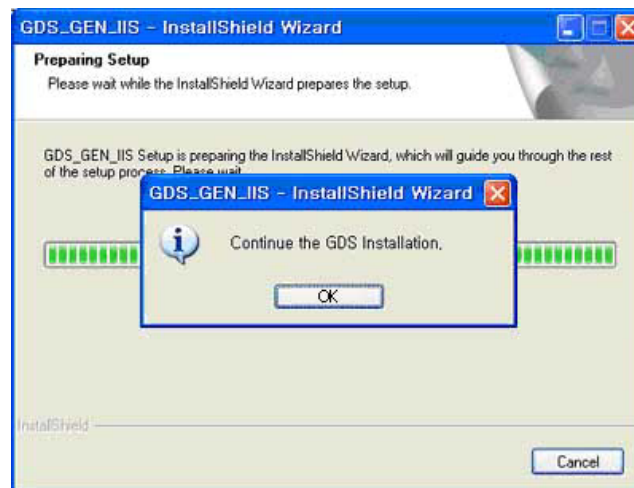 GDS_GEN_IIS - InstallShield Wizard
Preparing Setup
Please wait while the InstallShield Wizard prepares the setup.
GDS_GEN_IIS Setup is preparing the InstallShield Wizard, which will guide you through the rest
of the setup process. Please wait
GDS_GEN_IIS - InstallShield Wizard
Continue the GDS Installation.
OK
InstallShield
Cancel